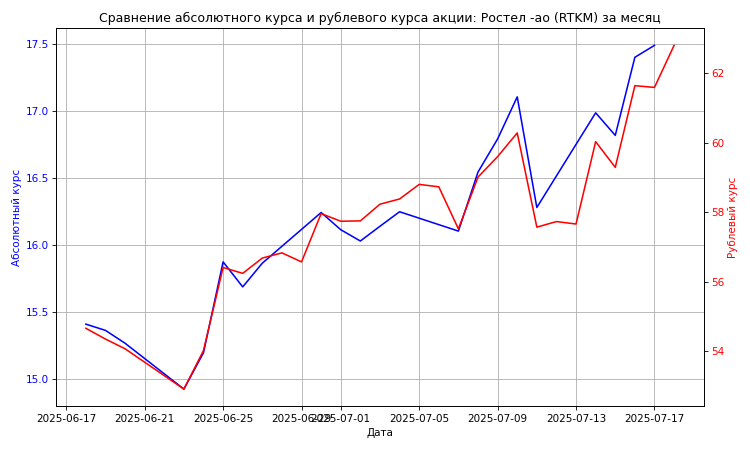 Сравнение абсолютного курса и рублевого курса акции: Ростел -ао (RTKM) за месяц
17.5
17.0
16.5
16.0
15.5
15.0
Абсолютный курс
62
60
58
56
54
Рублевый курс
2025-06-17 2025-06-21 2025-06-25 2025-06-29 2025-07-01 2025-07-05 2025-07-09 2025-07-13 2025-07-17
Дата